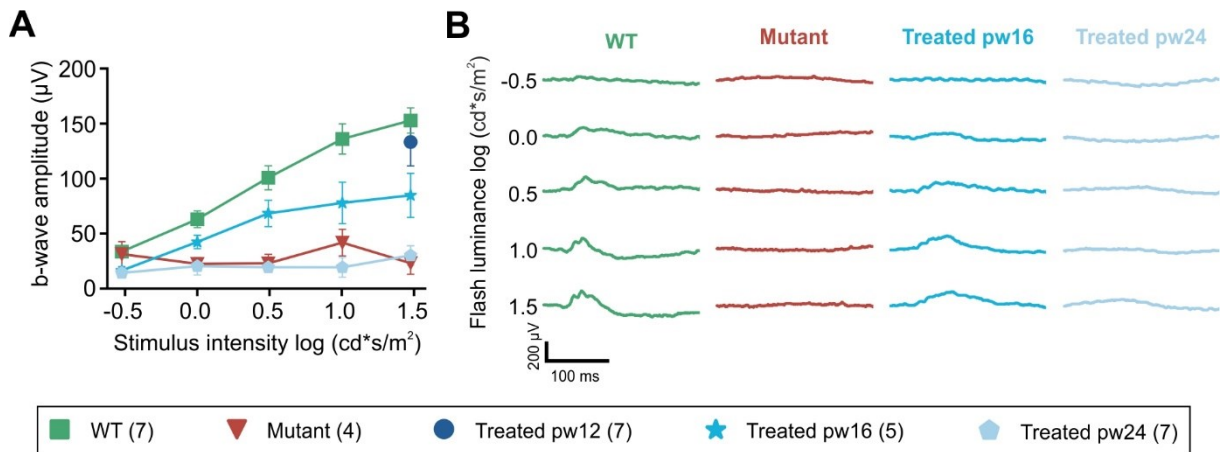 A
b-wave amplitude (µV)
200
150
100
50
0
-0.5 0.0 0.5 1.0 1.5
Stimulus intensity log (cd*s/m²)
B
WT Mutant Treated pw16 Treated pw24
Flash luminance log (cd*s/m²)
-0.5
0.0
0.5
1.0
1.5
200 µV
100 ms
WT (7) Mutant (4) Treated pw12 (7) Treated pw16 (5) Treated pw24 (7)